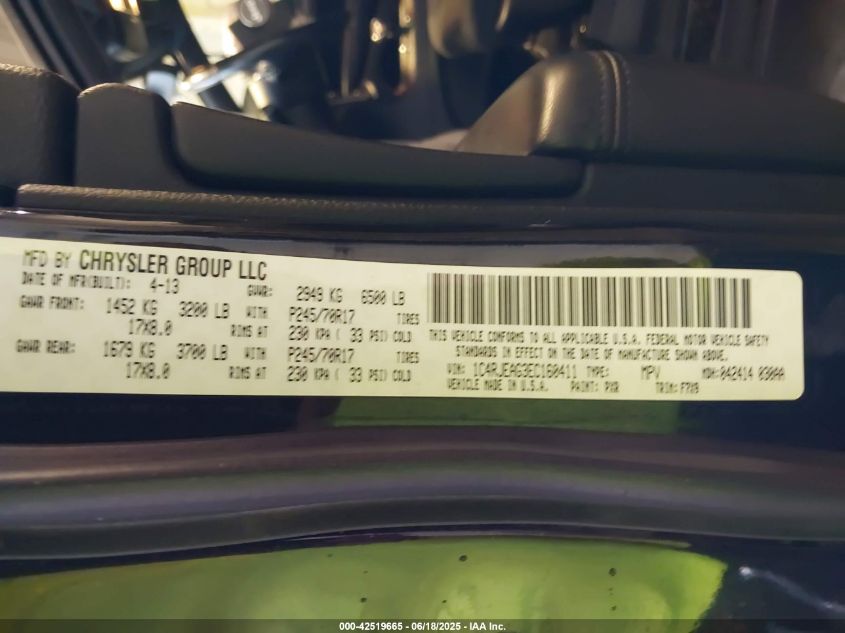 MFD BY CHRYSLER GROUP LLC
DATE OF MFR(BUILT): 4-13 GVWR: 2949 KG 6500 LB
GAWR FRONT: 1452 KG 3200 LB WITH P245/70R17 TIRES
17X8.0 RIMS AT 230 KPA ( 33 PSI) COLD
GAWR REAR: 1679 KG 3700 LB WITH P245/70R17 TIRES
17X8.0 RIMS AT 230 KPA ( 33 PSI) COLD
THIS VEHICLE CONFORMS TO ALL APPLICABLE U.S.A. FEDERAL MOTOR VEHICLE SAFETY
STANDARDS IN EFFECT ON THE DATE OF MANUFACTURE SHOWN ABOVE.
VIN: 1C4RJEAG3EC160411 TYPE: MPV MDH: 042414 030AA
VEHICLE MADE IN U.S.A. PAINT: PXR TRIM: F7X9
000-42519665 - 06/18/2025 - IAA Inc.